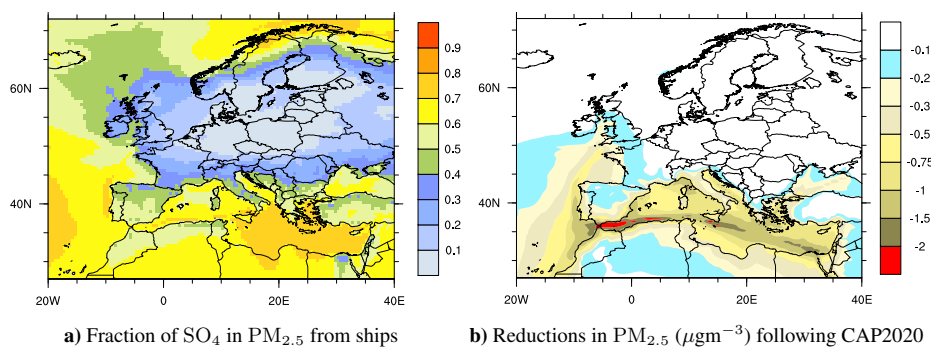 60N
40N
20W 0 20E 40E
0.9
0.8
0.7
0.6
0.5
0.4
0.3
0.2
0.1
a) Fraction of SO4 in PM2.5 from ships
60N
40N
20W 0 20E 40E
-0.1
-0.2
-0.3
-0.5
-0.75
-1
-1.5
-2
b) Reductions in PM2.5 (μgm−3) following CAP2020